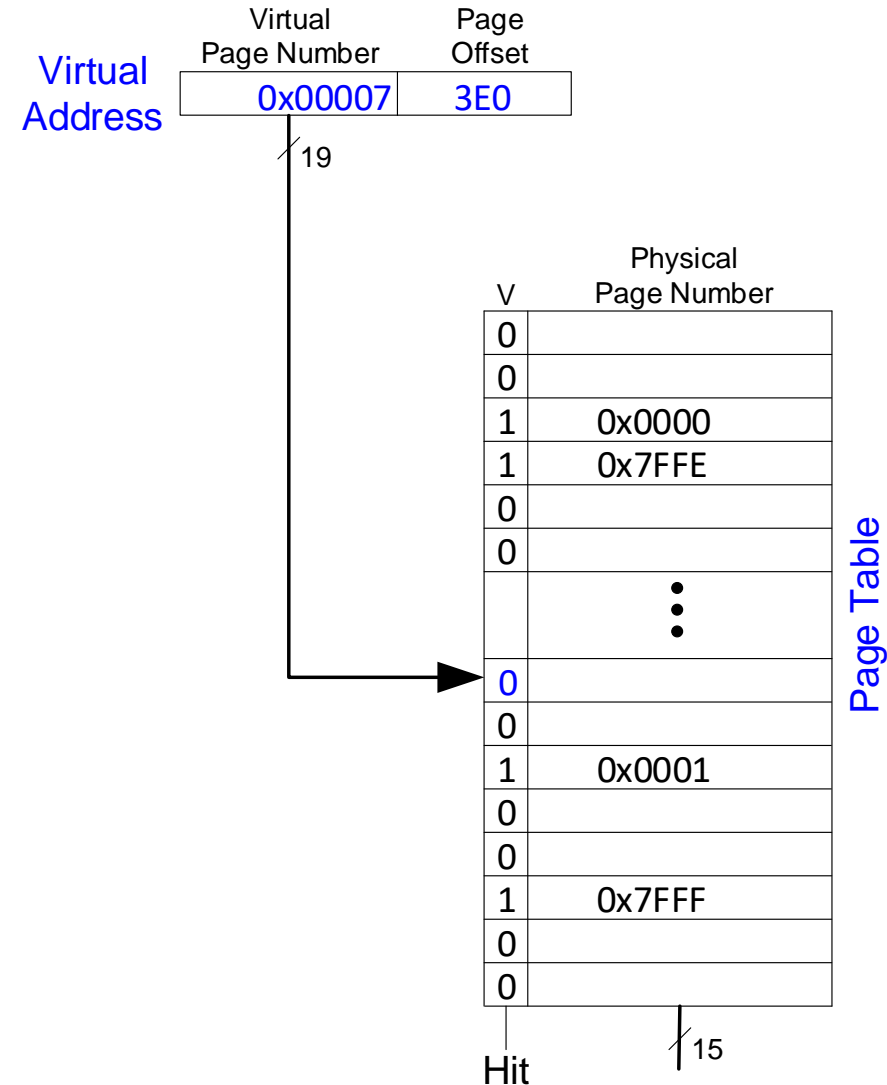 Virtual
Page Number
Page
Offset
Virtual
Address
0x00007
3E0
19
V
Physical
Page Number
0
0
1 0x0000
1 0x7FFE
0
0
0
0
1 0x0001
0
0
1 0x7FFF
0
0
Page Table
Hit
15